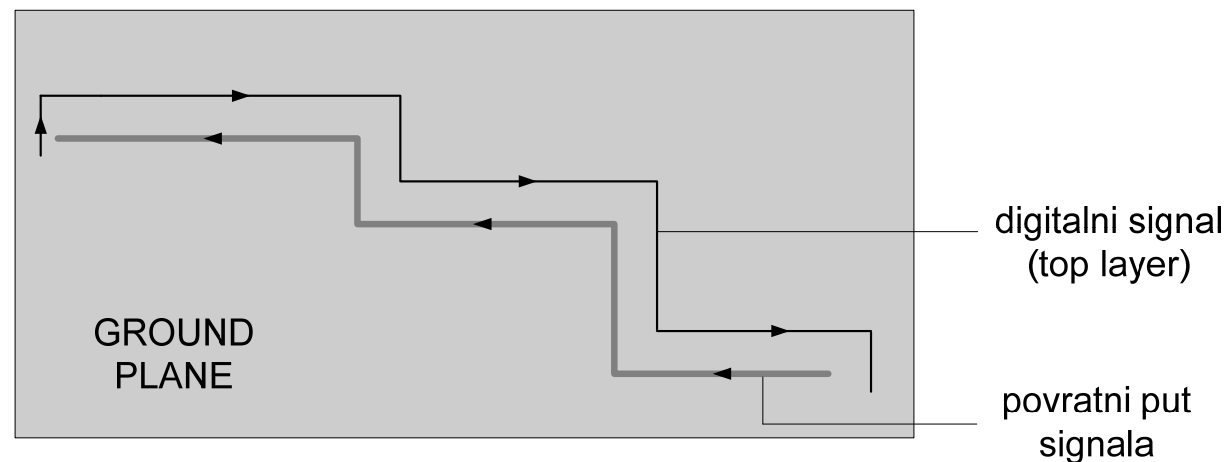 digitalni signal
(top layer)
GROUND
PLANE
povratni put
signala